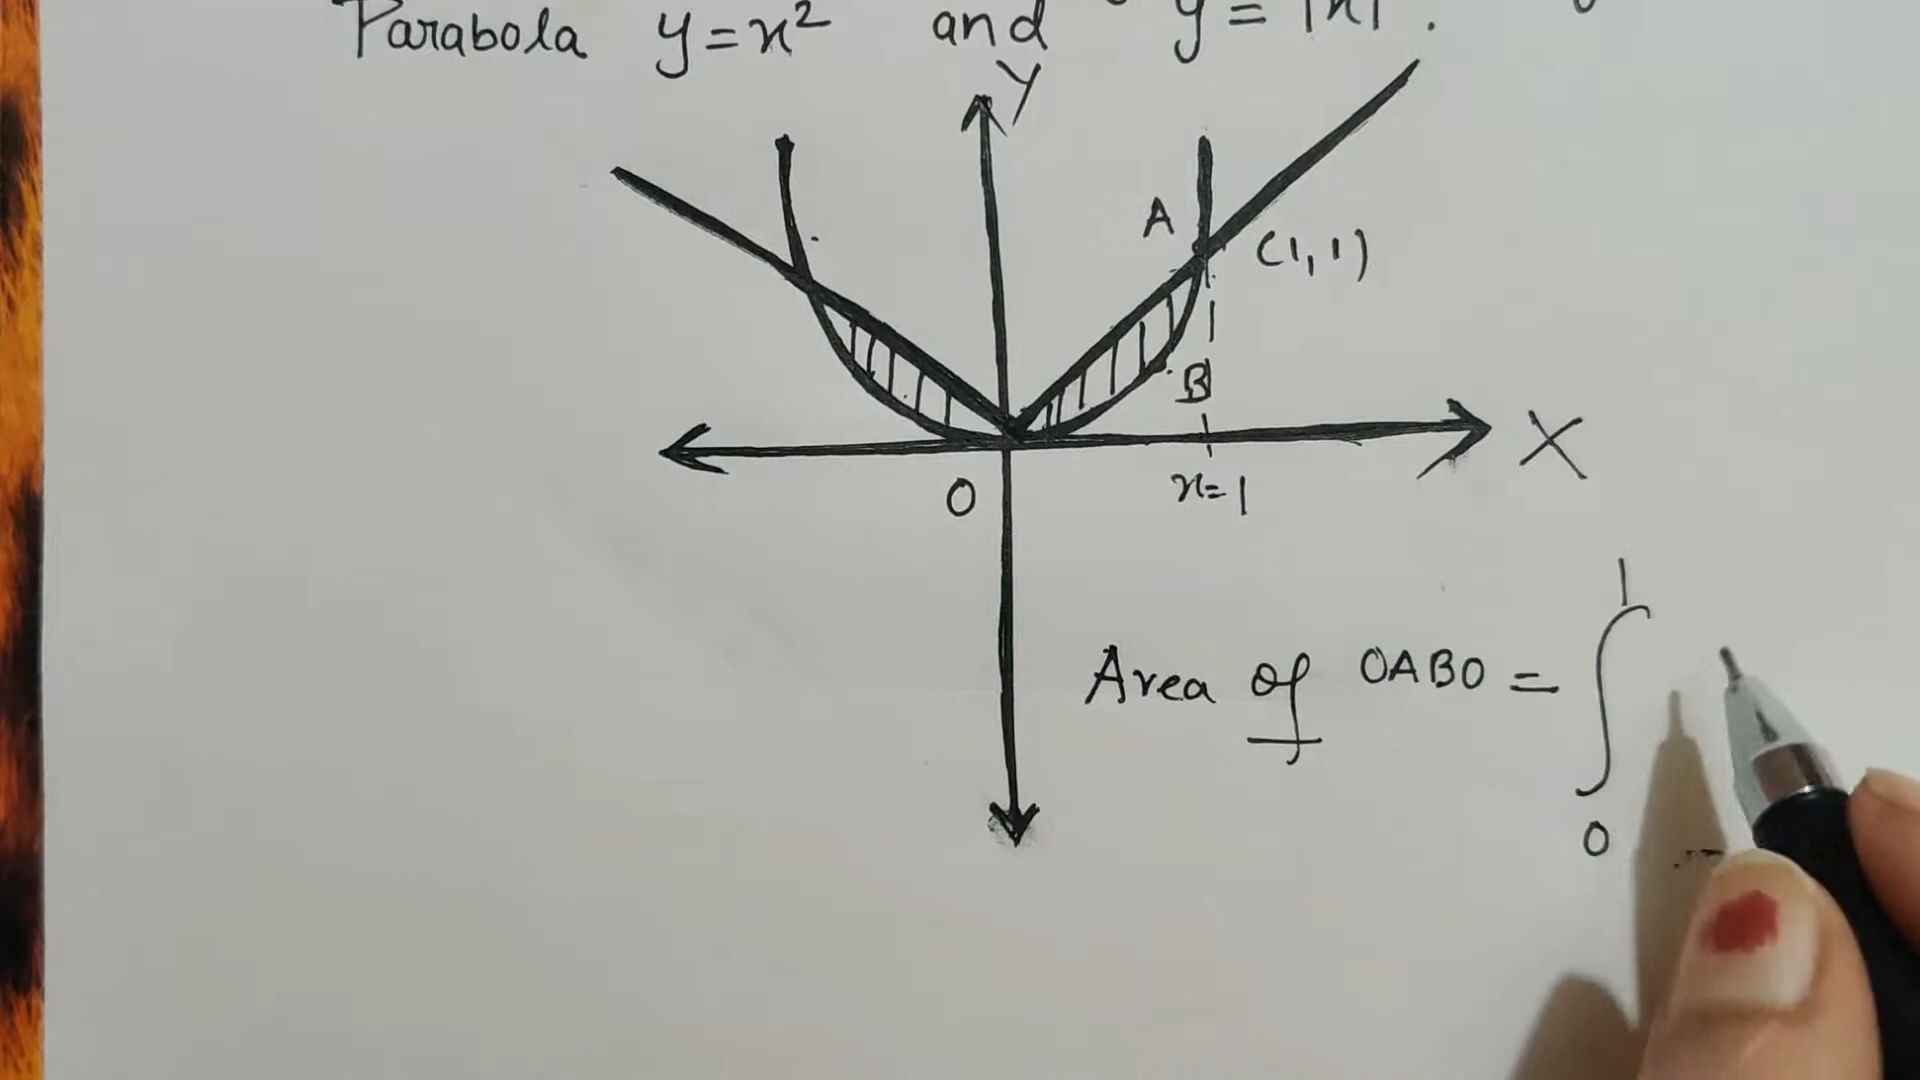 Parabola y=x² and y = |x|.
Y
A
(1,1)
B
X
O
x=1
1
Area of OABO = ∫
0